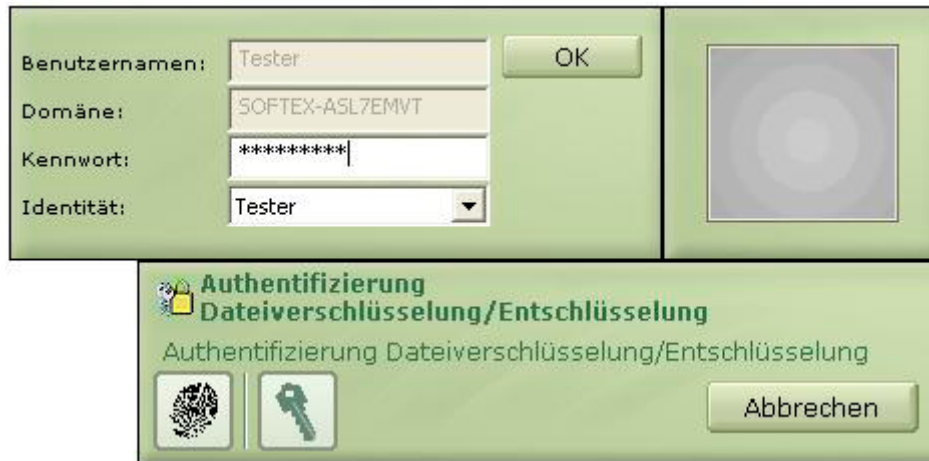 Benutzernamen: Tester OK
Domäne: SOFTEX-ASL7EMVT
Kennwort: *********
Identität: Tester
Authentifizierung
Dateiverschlüsselung/Entschlüsselung
Authentifizierung Dateiverschlüsselung/Entschlüsselung
Abbrechen